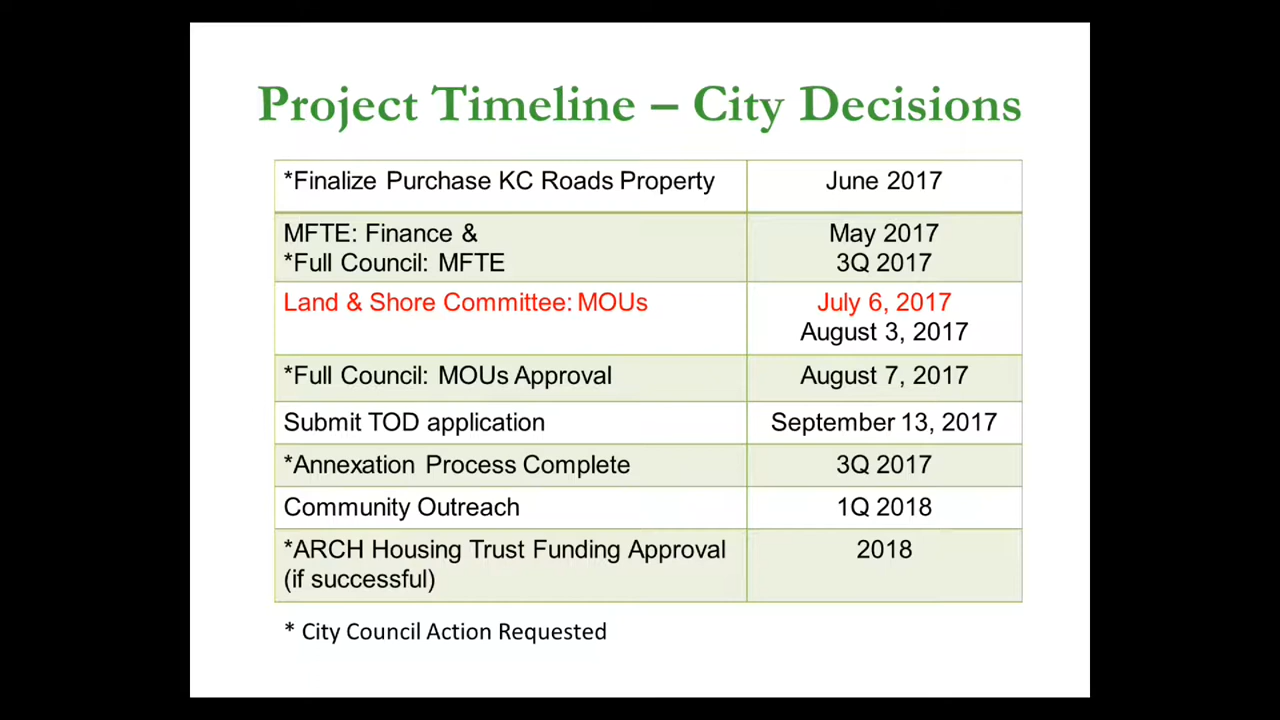 Project Timeline – City Decisions
*Finalize Purchase KC Roads Property June 2017
MFTE: Finance & May 2017
*Full Council: MFTE 3Q 2017
Land & Shore Committee: MOUs July 6, 2017
August 3, 2017
*Full Council: MOUs Approval August 7, 2017
Submit TOD application September 13, 2017
*Annexation Process Complete 3Q 2017
Community Outreach 1Q 2018
*ARCH Housing Trust Funding Approval 2018
(if successful)
* City Council Action Requested